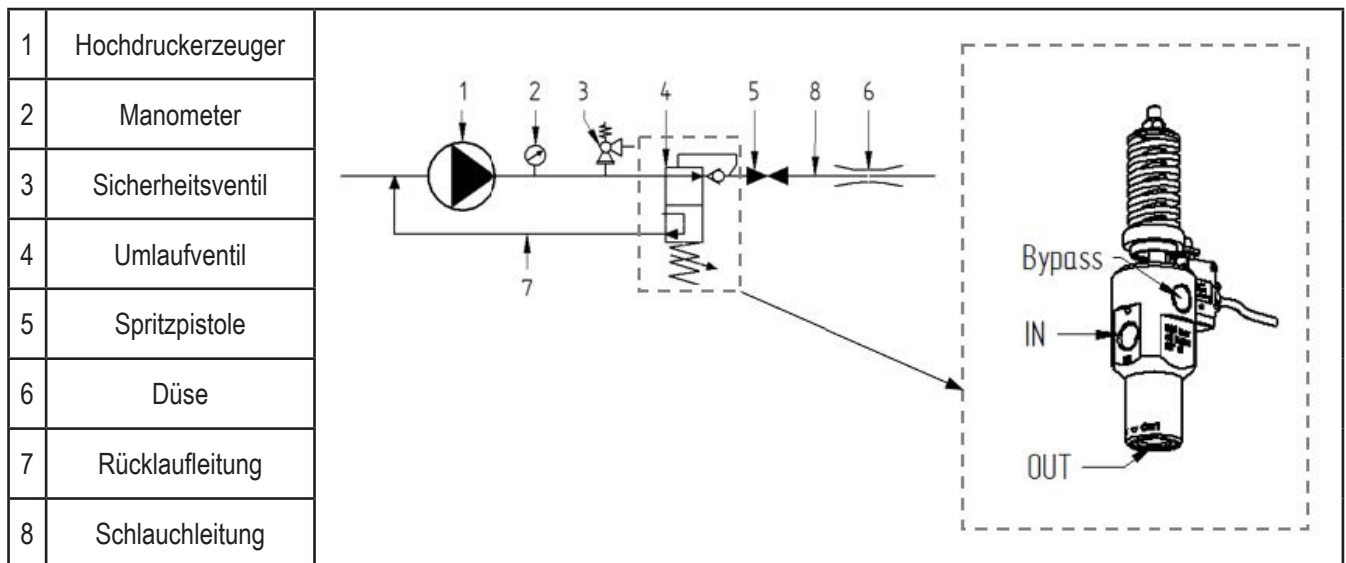 1 Hochdruckerzeuger
2 Manometer
3 Sicherheitsventil
4 Umlaufventil
5 Spritzpistole
6 Düse
7 Rücklaufleitung
8 Schlauchleitung
1 2 3 4 5 8 6
7
Bypass
IN
OUT